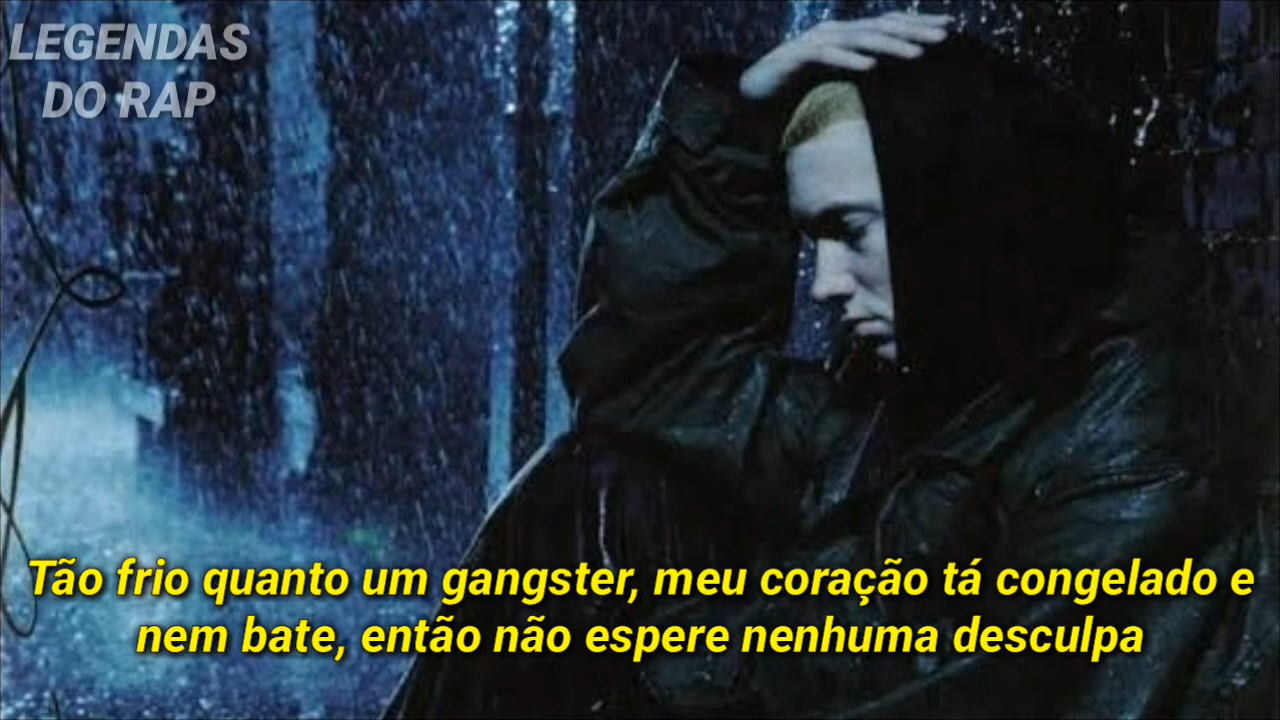 LEGENDAS
DO RAP
Tão frio quanto um gangster, meu coração tá congelado e
nem bate, então não espere nenhuma desculpa